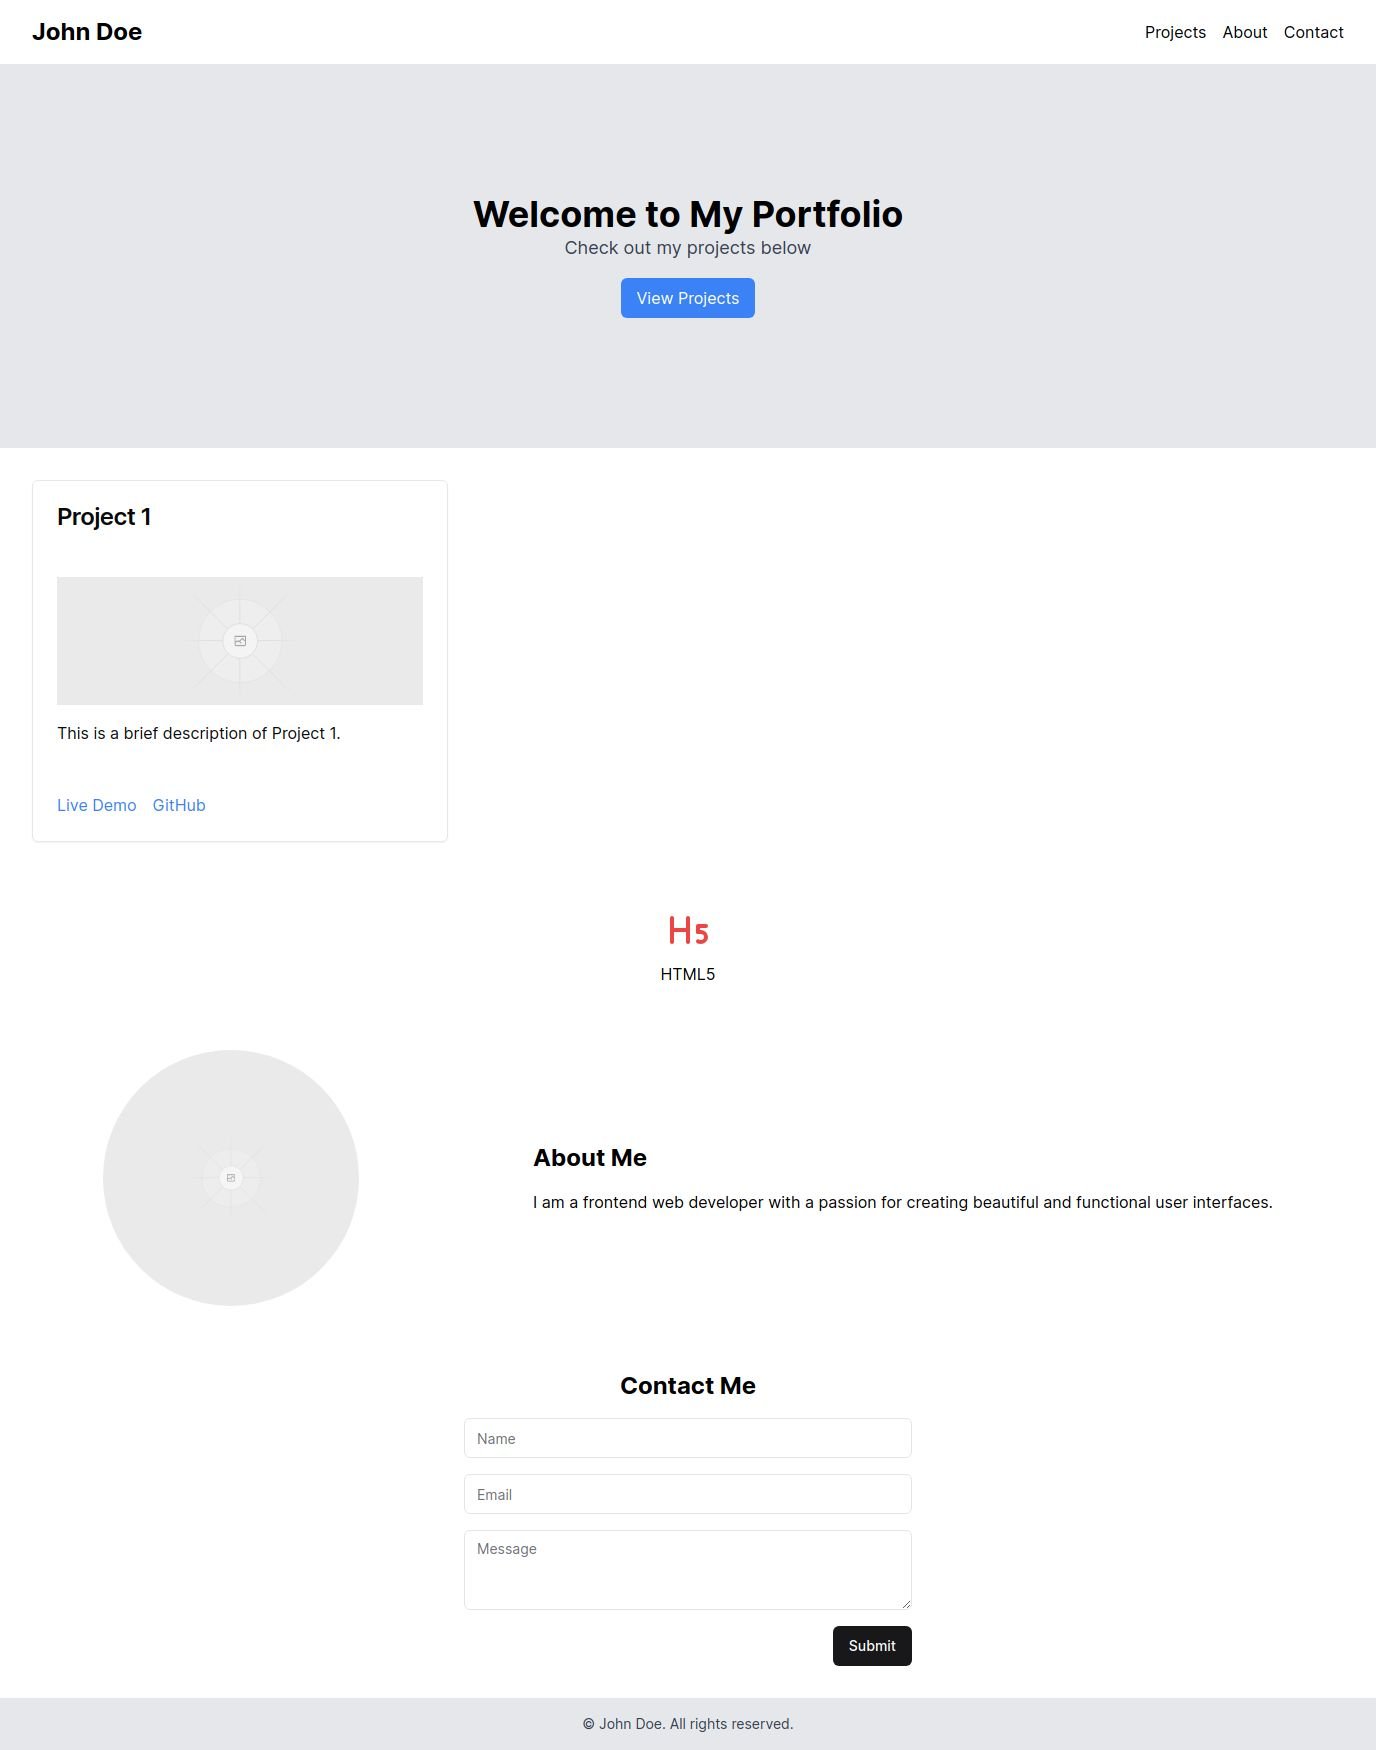 John Doe
Projects About Contact
Welcome to My Portfolio
Check out my projects below
View Projects
Project 1
This is a brief description of Project 1.
Live Demo GitHub
H5
HTML5
About Me
I am a frontend web developer with a passion for creating beautiful and functional user interfaces.
Contact Me
Name
Email
Message
Submit
© John Doe. All rights reserved.